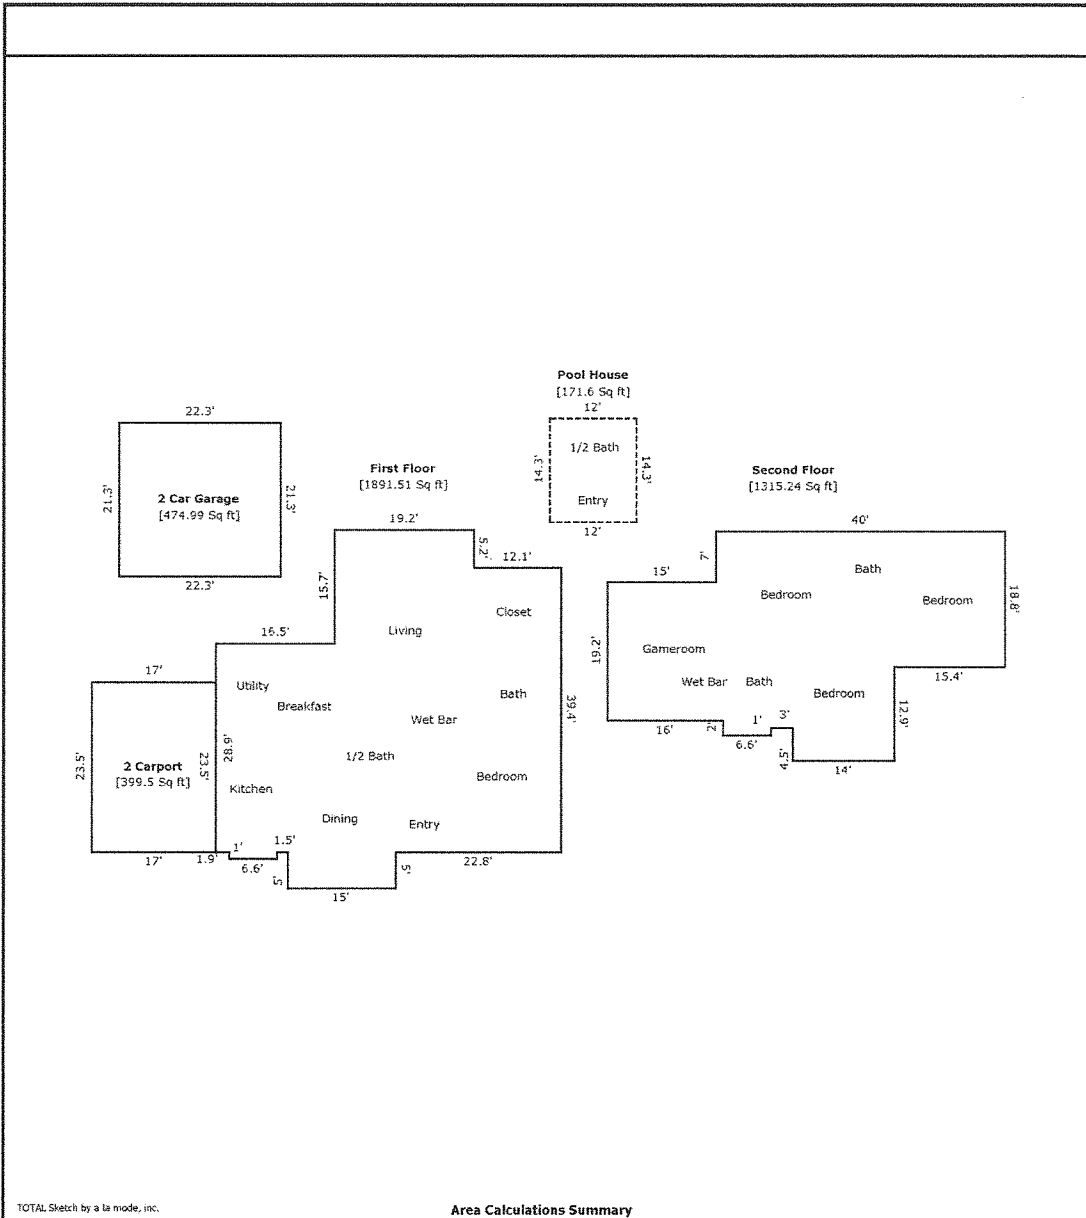 Pool House
[171.6 Sq ft]
12'
14.3'
1/2 Bath
14.3'
Entry
12'
22.3'
21.3'
2 Car Garage
[474.99 Sq ft]
21.3'
22.3'
First Floor
[1891.51 Sq ft]
19.2'
5.2'
12.1'
15.7'
16.5'
Closet
Living
Utility
Breakfast
Bath
Wet Bar
39.4'
28.9'
1/2 Bath
Bedroom
Kitchen
Dining
Entry
1.9'
1'
6.6'
1.5'
5'
15'
5'
22.8'
17'
23.5'
2 Carport
[399.5 Sq ft]
23.5'
17'
Second Floor
[1315.24 Sq ft]
40'
7'
15'
Bath
Bedroom
Bedroom
18.8'
16.2'
Gameroom
Wet Bar
Bath
Bedroom
15.4'
12.9'
16'
2'
6.6'
1'
3'
4.5'
14'
TOTAL Sketch by a la mode, inc.
Area Calculations Summary